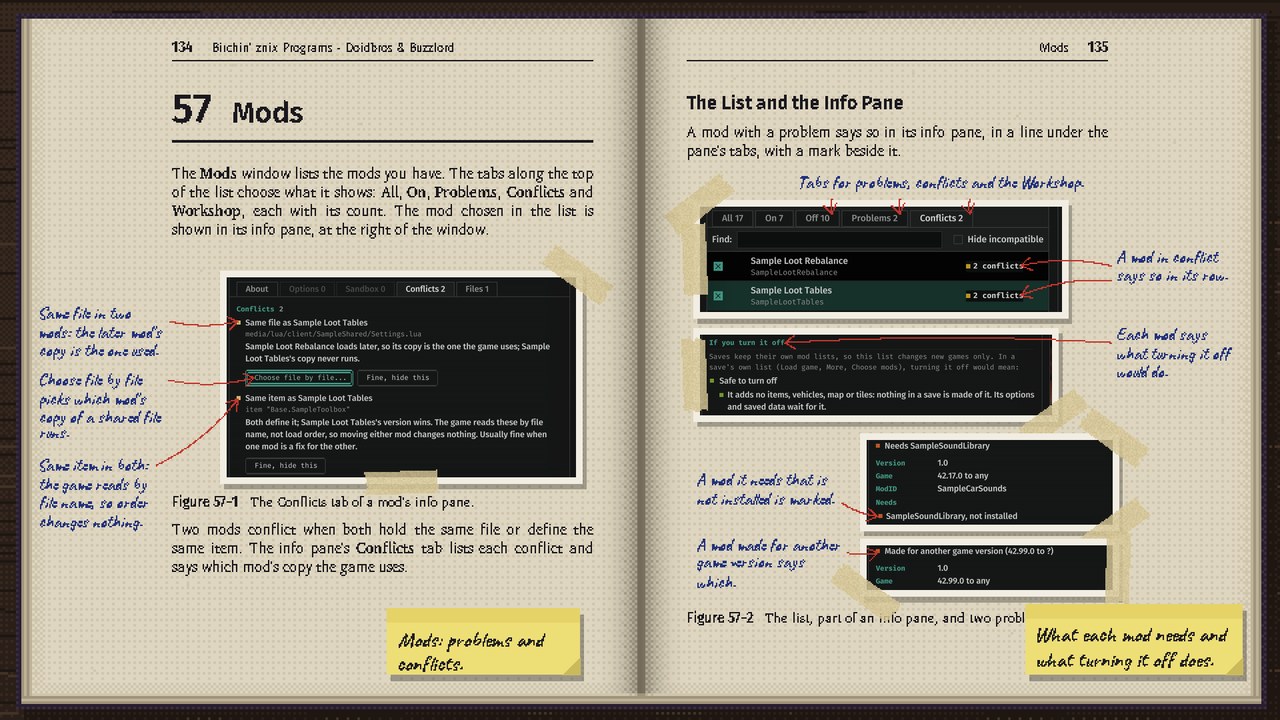 134 Birchin' znix Programs - Doidbros & Buzzlord
57 Mods
The Mods window lists the mods you have. The tabs along the top
of the list choose what it shows: All, On, Problems, Conflicts and
Workshop, each with its count. The mod chosen in the list is
shown in its info pane, at the right of the window.
Same file in two
mods: the later mod's
copy is the one used.
Choose file by file
picks which mod's
copy of a shared file
runs.
Same item in both:
the game reads by
file name, so order
changes nothing.
About Options 0 Sandbox 0 Conflicts 2 Files 1
Conflicts 2
Same file as Sample Loot Tables
media/lua/client/SampleShared/Settings.lua
Sample Loot Rebalance loads later, so its copy is the one the game uses; Sample
Loot Tables's copy never runs.
Choose file by file... Fine, hide this
Same item as Sample Loot Tables
item "Base.SampleToolbox"
Both define it; Sample Loot Tables's version wins. The game reads these by file
name, not load order, so moving either mod changes nothing. Usually fine when
one mod is a fix for the other.
Fine, hide this
Figure 57-1 The Conflicts tab of a mod's info pane.
Two mods conflict when both hold the same file or define the
same item. The info pane's Conflicts tab lists each conflict and
says which mod's copy the game uses.
Mods: problems and
conflicts.
Mods 135
The List and the Info Pane
A mod with a problem says so in its info pane, in a line under the
pane's tabs, with a mark beside it.
Tabs for problems, conflicts and the Workshop.
All 17 On 7 Off 10 Problems 2 Conflicts 2
Find: Hide incompatible
Sample Loot Rebalance
SampleLootRebalance
2 conflicts
Sample Loot Tables
SampleLootTables
2 conflicts
A mod in conflict
says so in its row.
If you turn it off
Saves keep their own mod lists, so this list changes new games only. In a
save's own list (Load game, More, Choose mods), turning it off would mean:
Safe to turn off
It adds no items, vehicles, map or tiles: nothing in a save is made of it. Its options
and saved data wait for it.
Each mod says
what turning it off
would do.
Needs SampleSoundLibrary
Version 1.0
Game 42.17.0 to any
ModID SampleCarSounds
Needs
SampleSoundLibrary, not installed
A mod it needs that is
not installed is marked.
Made for another game version (42.99.0 to ?)
Version 1.0
Game 42.99.0 to any
A mod made for another
game version says
which.
Figure 57-2 The list, part of an info pane, and two
What each mod needs and
what turning it off does.